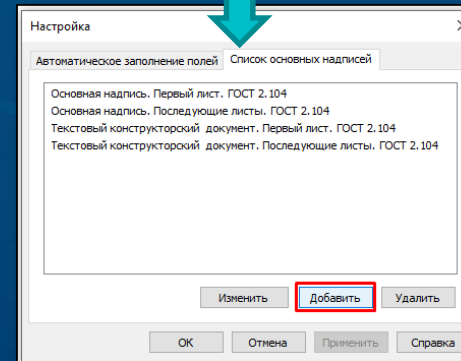 Настройка
Автоматическое заполнение полей Список основных надписей
Основная надпись. Первый лист. ГОСТ 2.104
Основная надпись. Последующие листы. ГОСТ 2.104
Текстовый конструкторский документ. Первый лист. ГОСТ 2.104
Текстовый конструкторский документ. Последующие листы. ГОСТ 2.104
Изменить Добавить Удалить
ОК Отмена Применить Справка